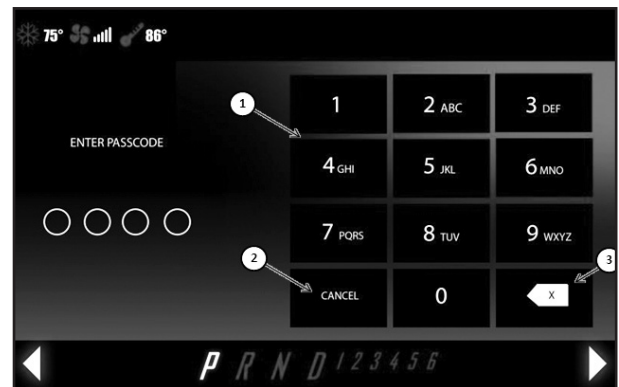 75° 86°
1
1 2 ABC 3 DEF
ENTER PASSCODE
4 GHI 5 JKL 6 MNO
7 PQRS 8 TUV 9 WXYZ
2 3
CANCEL 0 X
P R N D 1 2 3 4 5 6